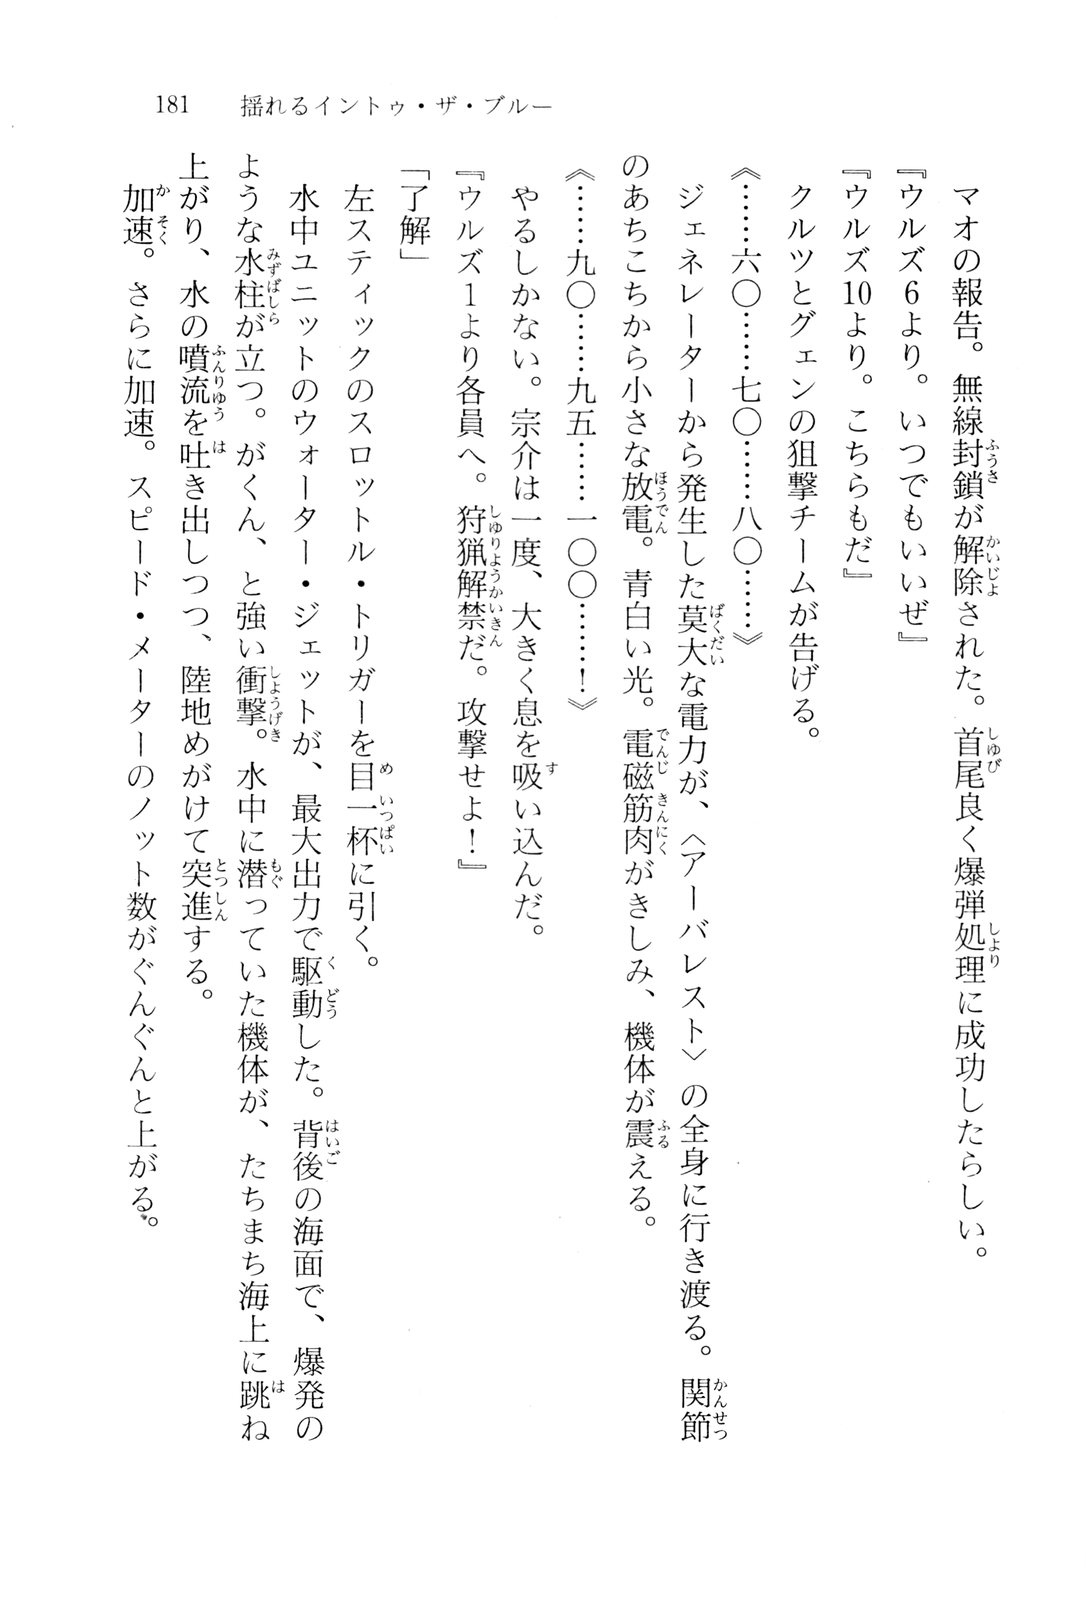 181　揺れるイントゥ・ザ・ブルー
　マオの報告。無線封鎖が解除された。首尾良く爆弾処理に成功したらしい。
『ウルズ6より。いつでもいいぜ』
『ウルズ10より。こちらもだ』
　クルツとグェンの狙撃チームが告げる。
《……六〇……七〇……八〇……》
　ジェネレーターから発生した莫大な電力が、〈アーバレスト〉の全身に行き渡る。関節
のあちこちから小さな放電。青白い光。電磁筋肉がきしみ、機体が震える。
《……九〇……九五……一〇〇……！》
　やるしかない。宗介は一度、大きく息を吸い込んだ。
『ウルズ1より各員へ。狩猟解禁だ。攻撃せよ！』
「了解」
　左スティックのスロットル・トリガーを目一杯に引く。
　水中ユニットのウォーター・ジェットが、最大出力で駆動した。背後の海面で、爆発の
ような水柱が立つ。がくん、と強い衝撃。水中に潜っていた機体が、たちまち海上に跳ね
上がり、水の噴流を吐き出しつつ、陸地めがけて突進する。
　加速。さらに加速。スピード・メーターのノット数がぐんぐんと上がる。